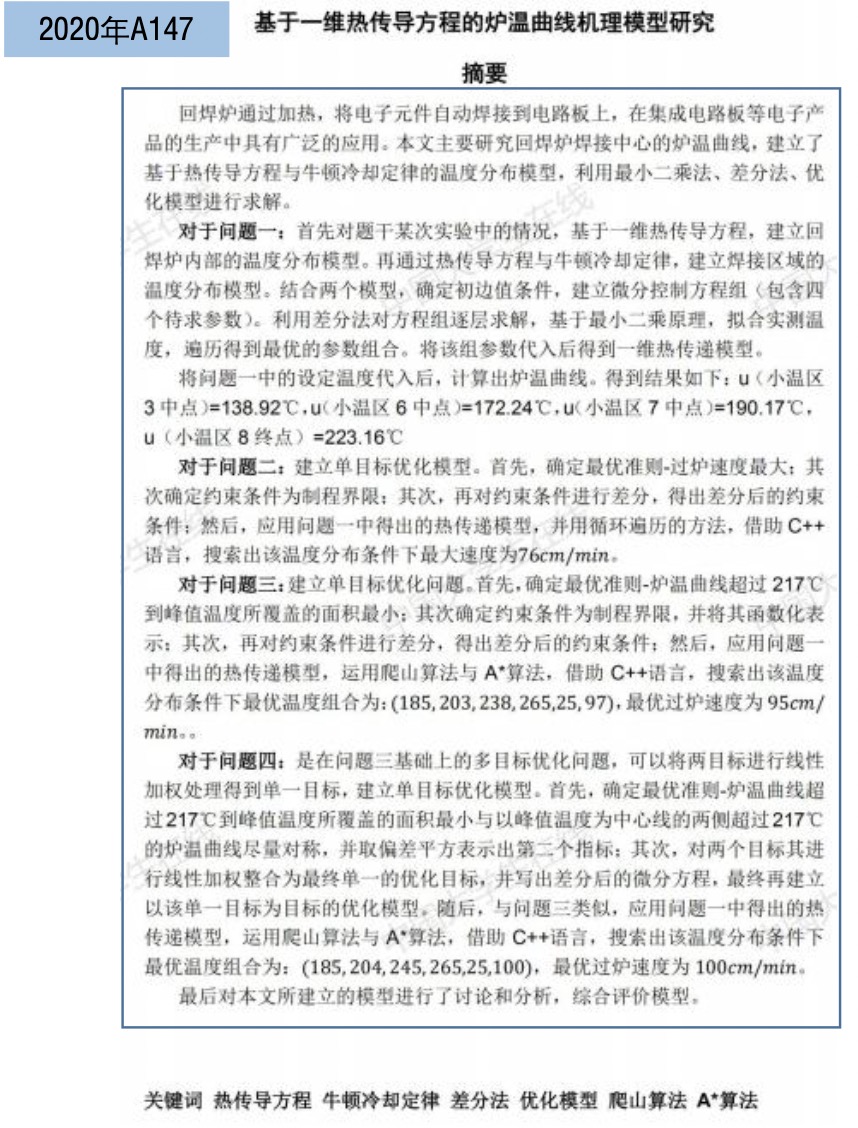 2020年A147
基于一维热传导方程的炉温曲线机理模型研究
摘要
回焊炉通过加热，将电子元件自动焊接到电路板上，在集成电路板等电子产
品的生产中具有广泛的应用。本文主要研究回焊炉焊接中心的炉温曲线，建立了
基于热传导方程与牛顿冷却定律的温度分布模型，利用最小二乘法、差分法、优
化模型进行求解。
对于问题一：首先对题干某次实验中的情况，基于一维热传导方程，建立回
焊炉内部的温度分布模型。再通过热传导方程与牛顿冷却定律，建立焊接区域的
温度分布模型。结合两个模型，确定初边值条件，建立微分控制方程组（包含四
个待求参数）。利用差分法对方程组逐层求解，基于最小二乘原理，拟合实测温
度，遍历得到最优的参数组合。将该组参数代入后得到一维热传递模型。
将问题一中的设定温度代入后，计算出炉温曲线。得到结果如下：u（小温区
3中点）=138.92℃，u（小温区6中点）=172.24℃，u（小温区7中点）=190.17℃，
u（小温区8终点）=223.16℃
对于问题二：建立单目标优化模型。首先，确定最优准则-过炉速度最大；其
次确定约束条件为制程界限；其次，再对约束条件进行差分，得出差分后的约束
条件；然后，应用问题一中得出的热传递模型，并用循环遍历的方法，借助C++
语言，搜索出该温度分布条件下最大速度为76cm/min。
对于问题三：建立单目标优化问题。首先，确定最优准则-炉温曲线超过217℃
到峰值温度所覆盖的面积最小；其次确定约束条件为制程界限，并将其函数化表
示；其次，再对约束条件进行差分，得出差分后的约束条件；然后，应用问题一
中得出的热传递模型，运用爬山算法与A*算法，借助C++语言，搜索出该温度
分布条件下最优温度组合为：(185,203,238,265,25,97)，最优过炉速度为95cm/
min。。
对于问题四：是在问题三基础上的多目标优化问题，可以将两目标进行线性
加权处理得到单一目标，建立单目标优化模型。首先，确定最优准则-炉温曲线超
过217℃到峰值温度所覆盖的面积最小与以峰值温度为中心线的两侧超过217℃
的炉温曲线尽量对称，并取偏差平方表示出第二个指标；其次，对两个目标其进
行线性加权整合为最终单一的优化目标，并写出差分后的微分方程，最终再建立
以该单一目标为目标的优化模型。随后，与问题三类似，应用问题一中得出的热
传递模型，运用爬山算法与A*算法，借助C++语言，搜索出该温度分布条件下
最优温度组合为：(185,204,245,265,25,100)，最优过炉速度为100cm/min。
最后对本文所建立的模型进行了讨论和分析，综合评价模型。
关键词 热传导方程 牛顿冷却定律 差分法 优化模型 爬山算法 A*算法